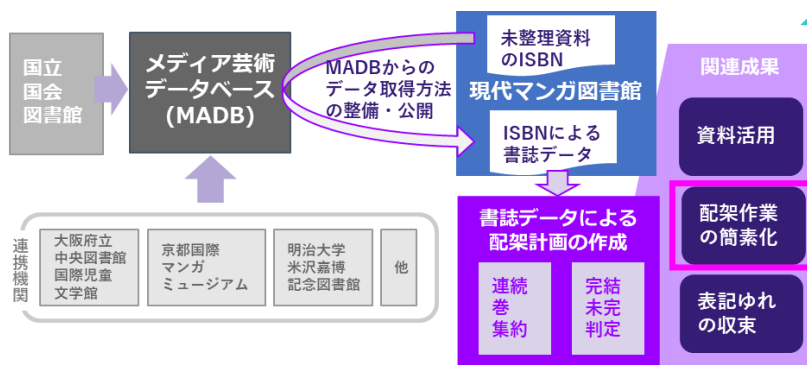 国立
国会
図書館
メディア芸術
データベース
(MADB)
MADBからの
データ取得方法
の整備・公開
未整理資料
のISBN
現代マンガ図書館
ISBNによる
書誌データ
関連成果
資料活用
配架作業
の簡素化
表記ゆれ
の収束
書誌データによる
配架計画の作成
連続
巻
集約
完結
未完
判定
連携機関
大阪府立
中央図書館
国際児童
文学館
京都国際
マンガ
ミュージアム
明治大学
米沢嘉博
記念図書館
他